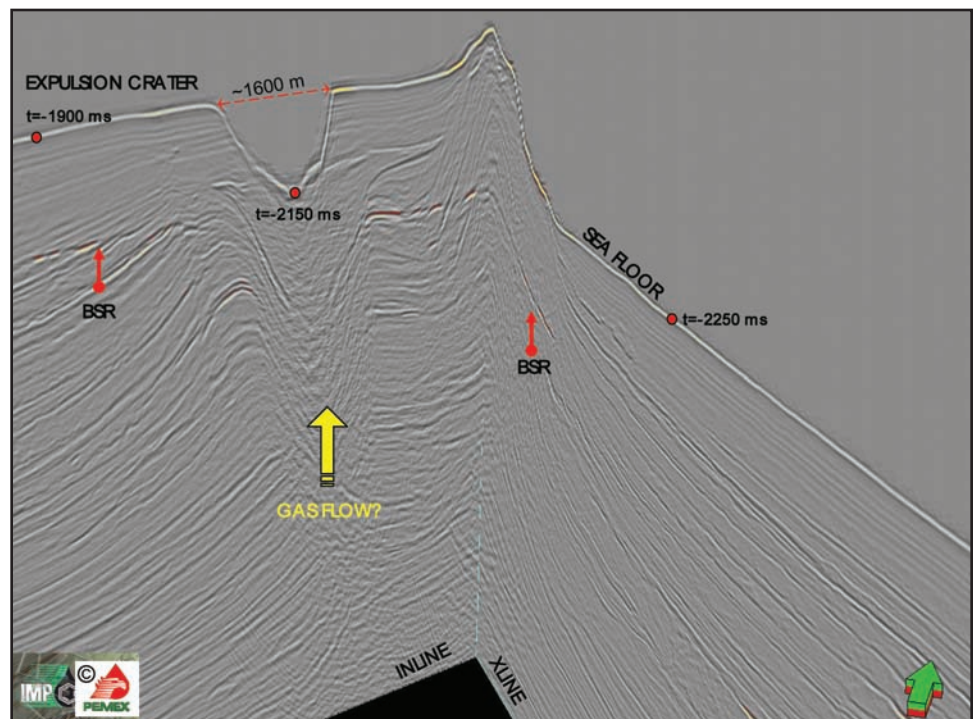 EXPULSION CRATER
~1600 m
t=-1900 ms
t=-2150 ms
SEA FLOOR
BSR
t=-2250 ms
BSR
GAS FLOW?
INLINE
XLINE
IMP
©
PEMEX